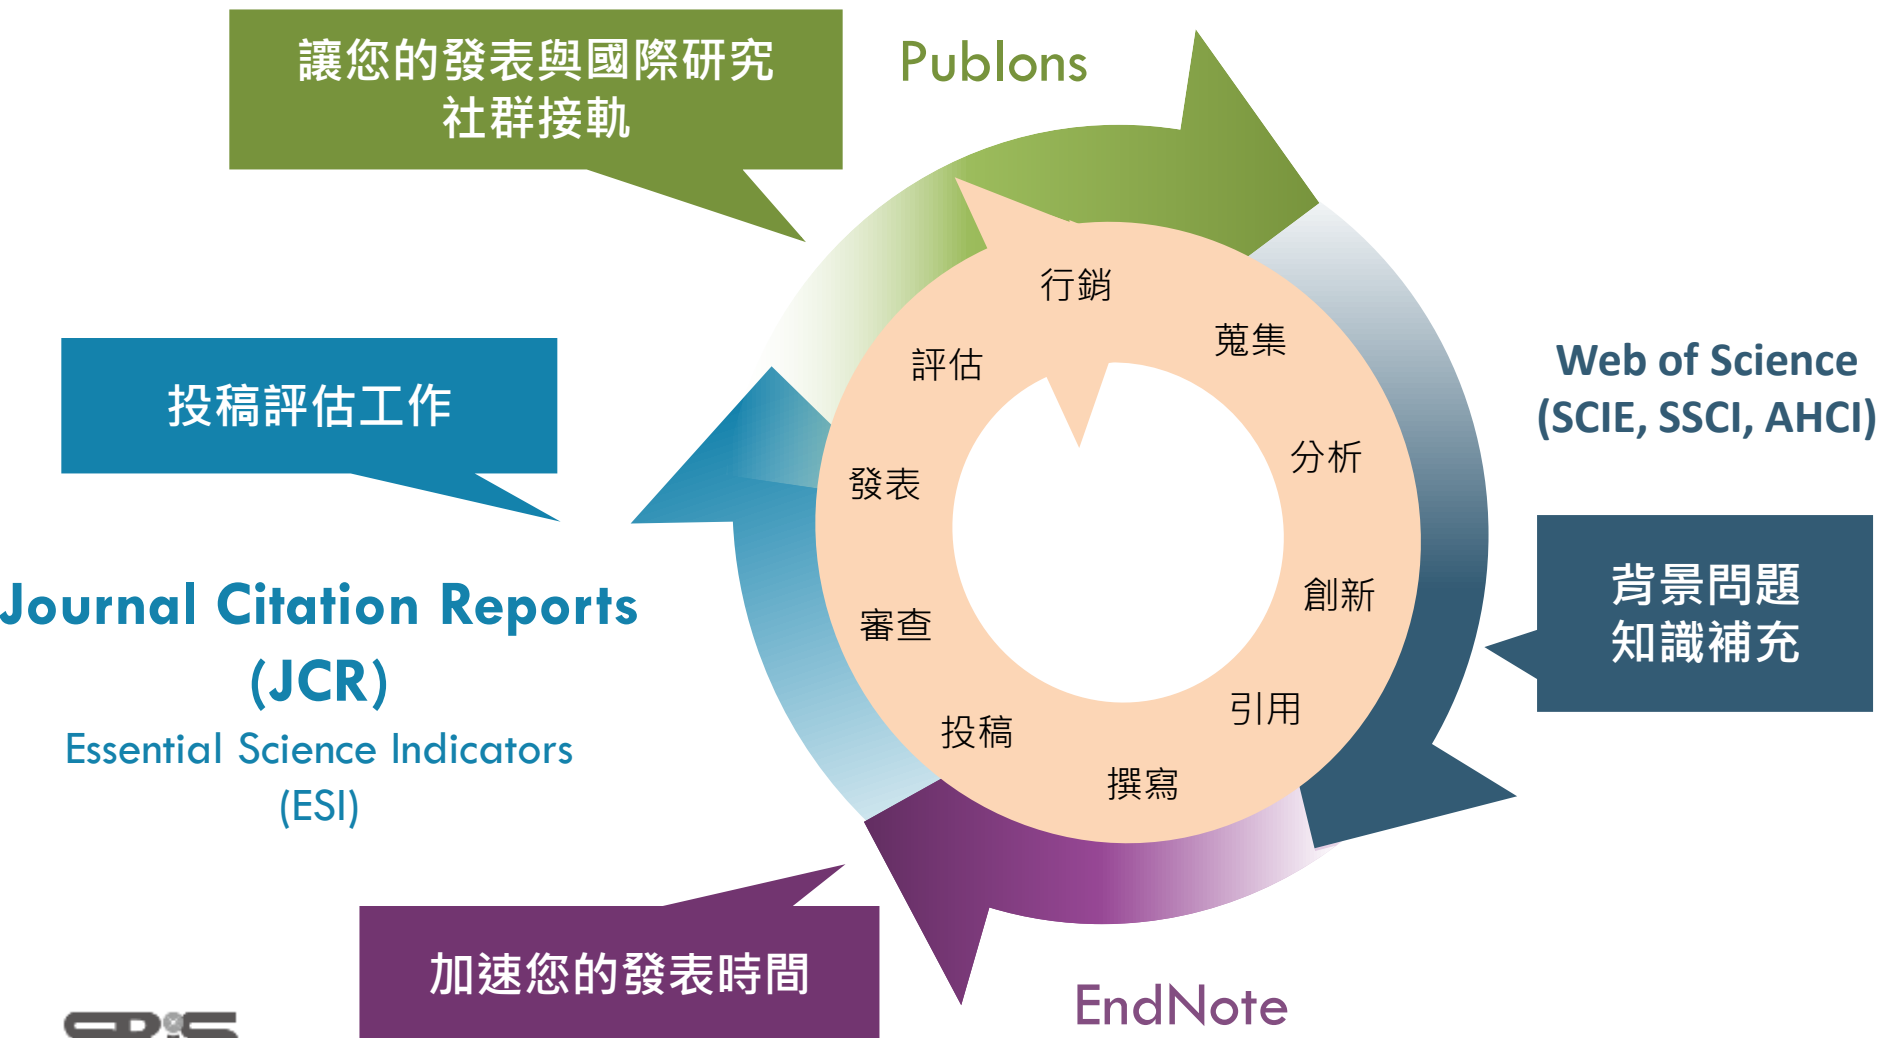 讓您的發表與國際研究
社群接軌
Publons
行銷
蒐集
評估
分析
發表
創新
審查
引用
投稿
撰寫
Web of Science
(SCIE, SSCI, AHCI)
投稿評估工作
背景問題
知識補充
Journal Citation Reports
(JCR)
Essential Science Indicators
(ESI)
加速您的發表時間
EndNote